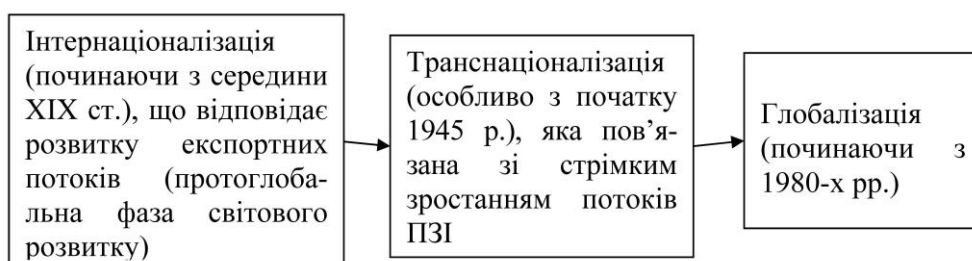 Інтернаціоналізація
(починаючи з середини
XIX ст.), що відповідає
розвитку експортних
потоків (протоглоба-
льна фаза світового
розвитку)
Транснаціоналізація
(особливо з початку
1945 р.), яка пов’я-
зана зі стрімким
зростанням потоків
ПЗІ
Глобалізація
(починаючи з
1980-х рр.)